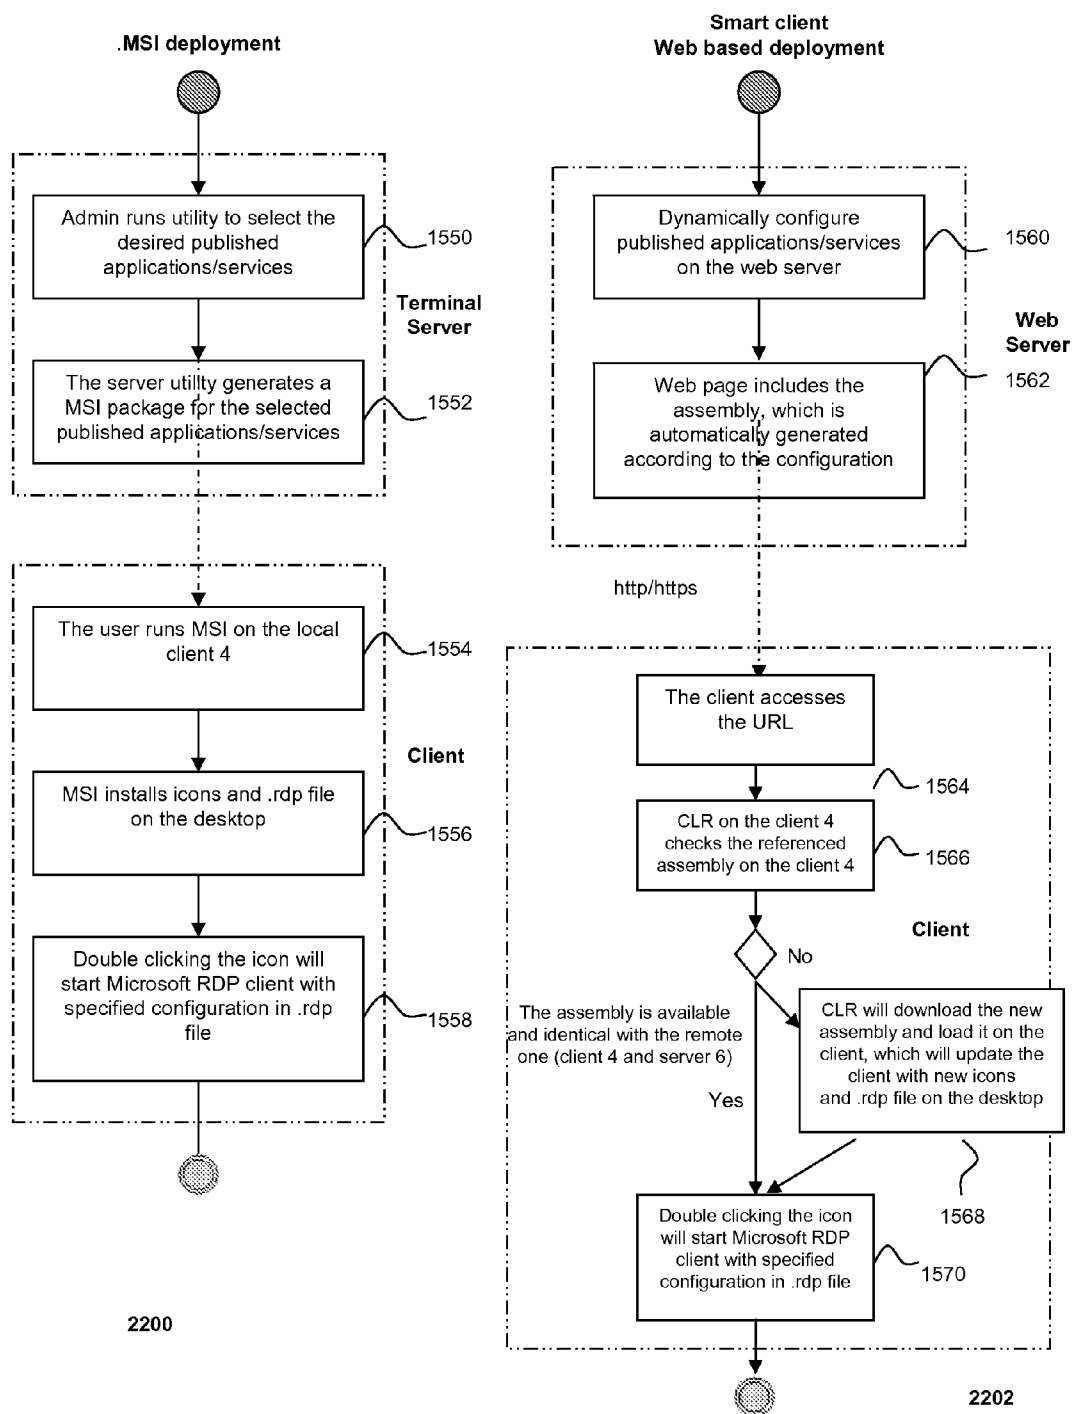 .MSI deployment
Admin runs utility to select the
desired published
applications/services
1550
Terminal
Server
The server utility generates a
MSI package for the selected
published applications/services
1552
The user runs MSI on the local
client 4
1554
Client
MSI installs icons and .rdp file
on the desktop
1556
Double clicking the icon will
start Microsoft RDP client with
specified configuration in .rdp
file
1558
2200
Smart client
Web based deployment
Dynamically configure
published applications/services
on the web server
1560
Web
Server
Web page includes the
assembly, which is
automatically generated
according to the configuration
1562
http/https
The client accesses
the URL
1564
CLR on the client 4
checks the referenced
assembly on the client 4
1566
Client
No
The assembly is available
and identical with the remote
one (client 4 and server 6)
Yes
CLR will download the new
assembly and load it on the
client, which will update the
client with new icons
and .rdp file on the desktop
1568
Double clicking the icon
will start Microsoft RDP
client with specified
configuration in .rdp file
1570
2202